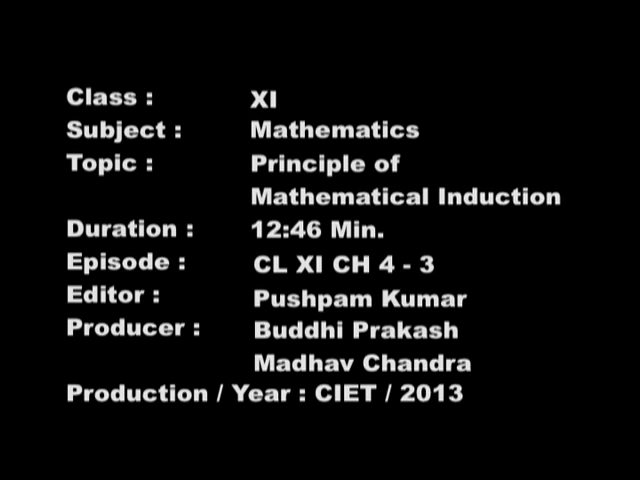 Class : XI
Subject : Mathematics
Topic : Principle of
Mathematical Induction
Duration : 12:46 Min.
Episode : CL XI CH 4 - 3
Editor : Pushpam Kumar
Producer : Buddhi Prakash
Madhav Chandra
Production / Year : CIET / 2013